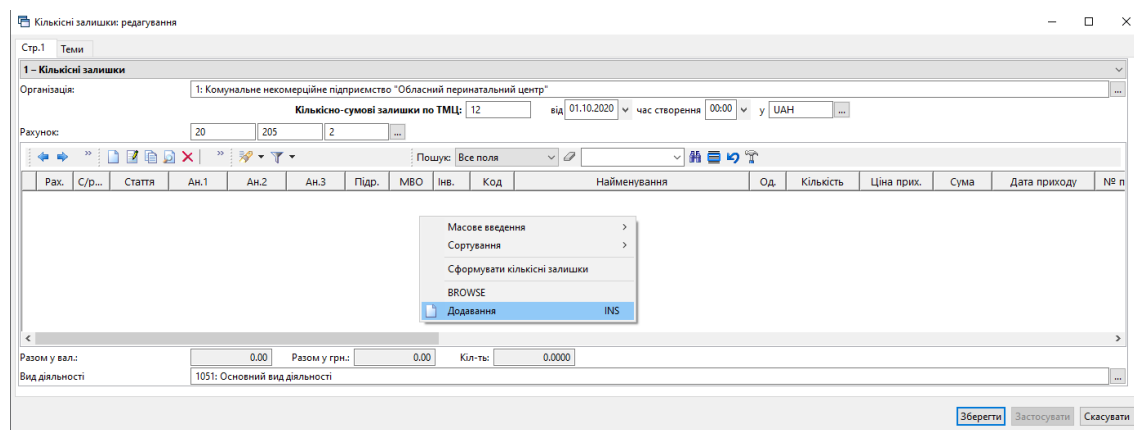 Кількісні залишки: редагування
Стр.1 Теми
1 – Кількісні залишки
Організація: 1: Комунальне некомерційне підприємство "Обласний перинатальний центр" ...
Кількісно-сумові залишки по ТМЦ: 12 від 01.10.2020 час створення 00:00 у UAH ...
Рахунок: 20 205 2 ...
Пошук: Все поля
Рах. С/р... Стаття Ан.1 Ан.2 Ан.3 Підр. МВО Інв. Код Найменування Од. Кількість Ціна прих. Сума Дата приходу № п
Масове введення
Сортування
Сформувати кількісні залишки
BROWSE
Додавання INS
Разом у вал.: 0.00 Разом у грн.: 0.00 Кіл-ть: 0.0000
Вид діяльності 1051: Основний вид діяльності ...
Зберегти Застосувати Скасувати